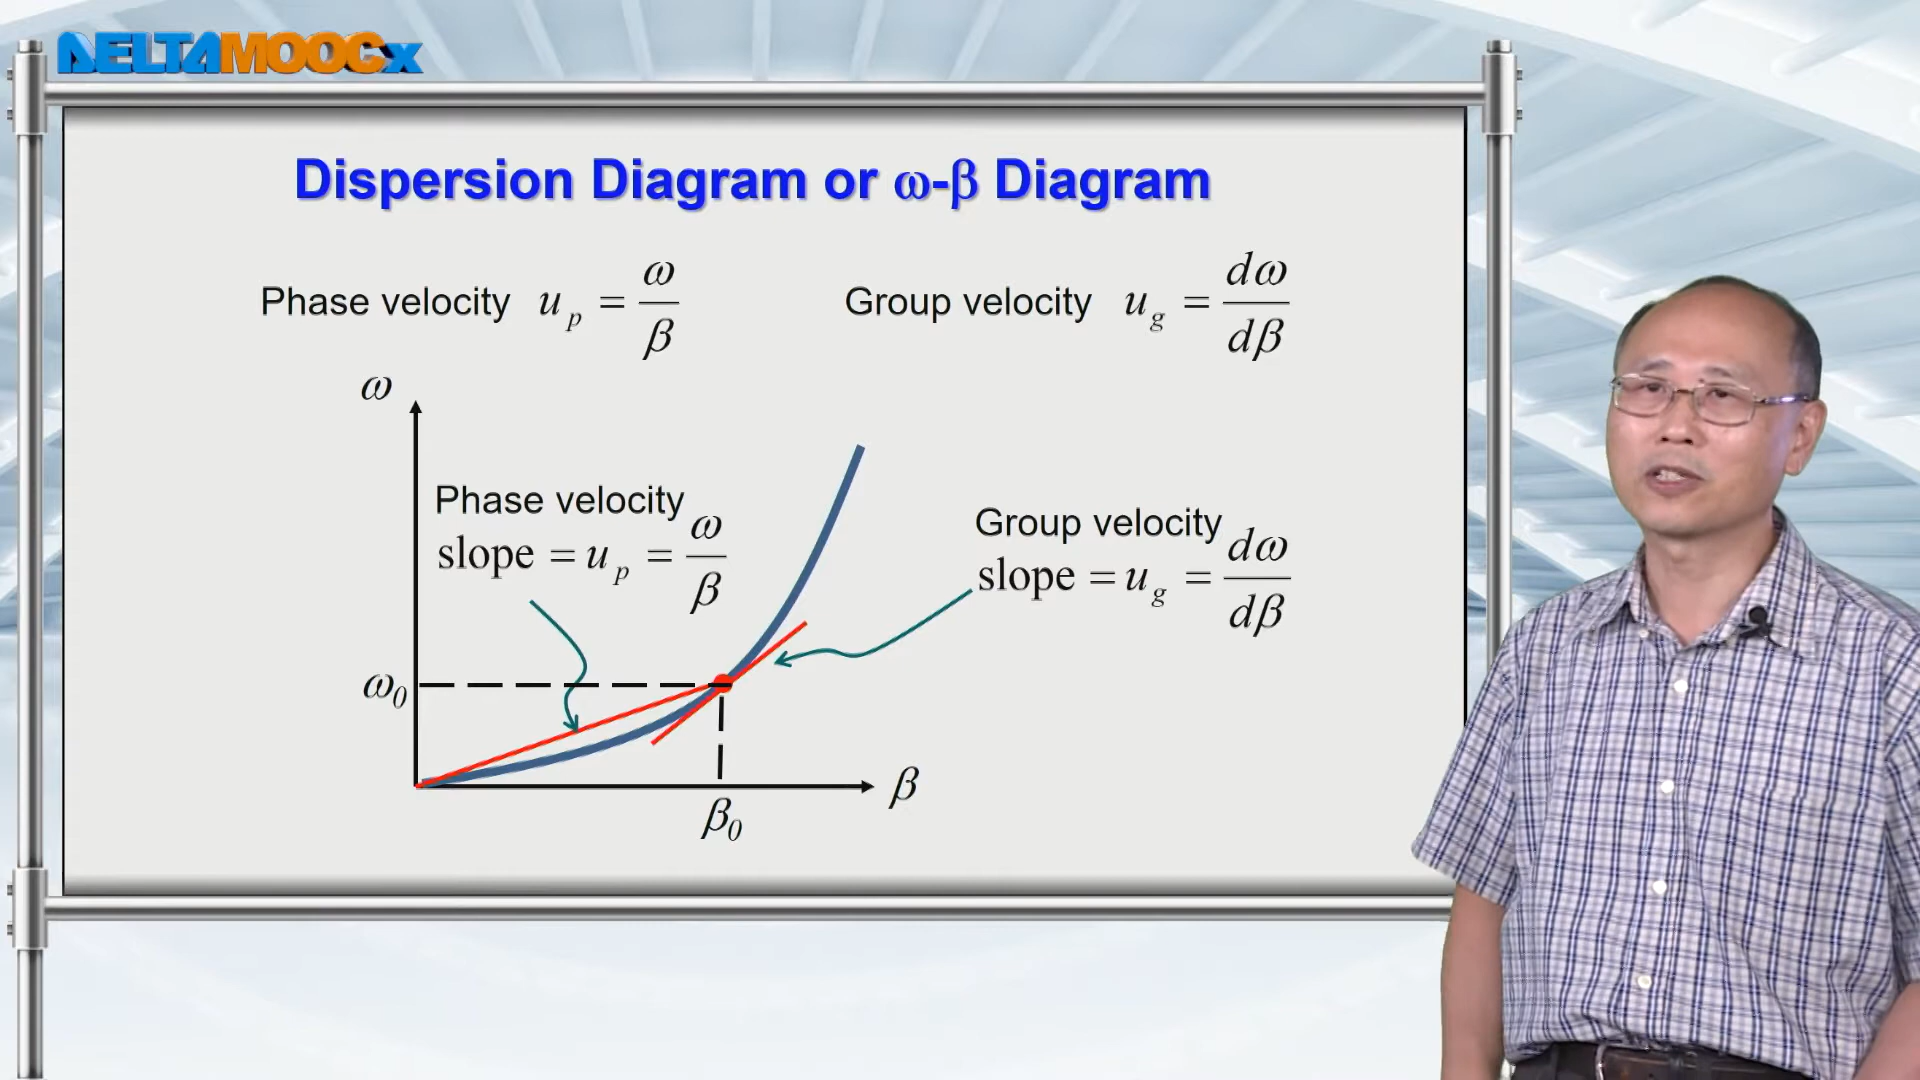 DELTAMOOCx
Dispersion Diagram or ω-β Diagram
Phase velocity u_p = ω/β
Group velocity u_g = dω/dβ
ω
Phase velocity
slope = u_p = ω/β
Group velocity
slope = u_g = dω/dβ
ω_0
β
β_0